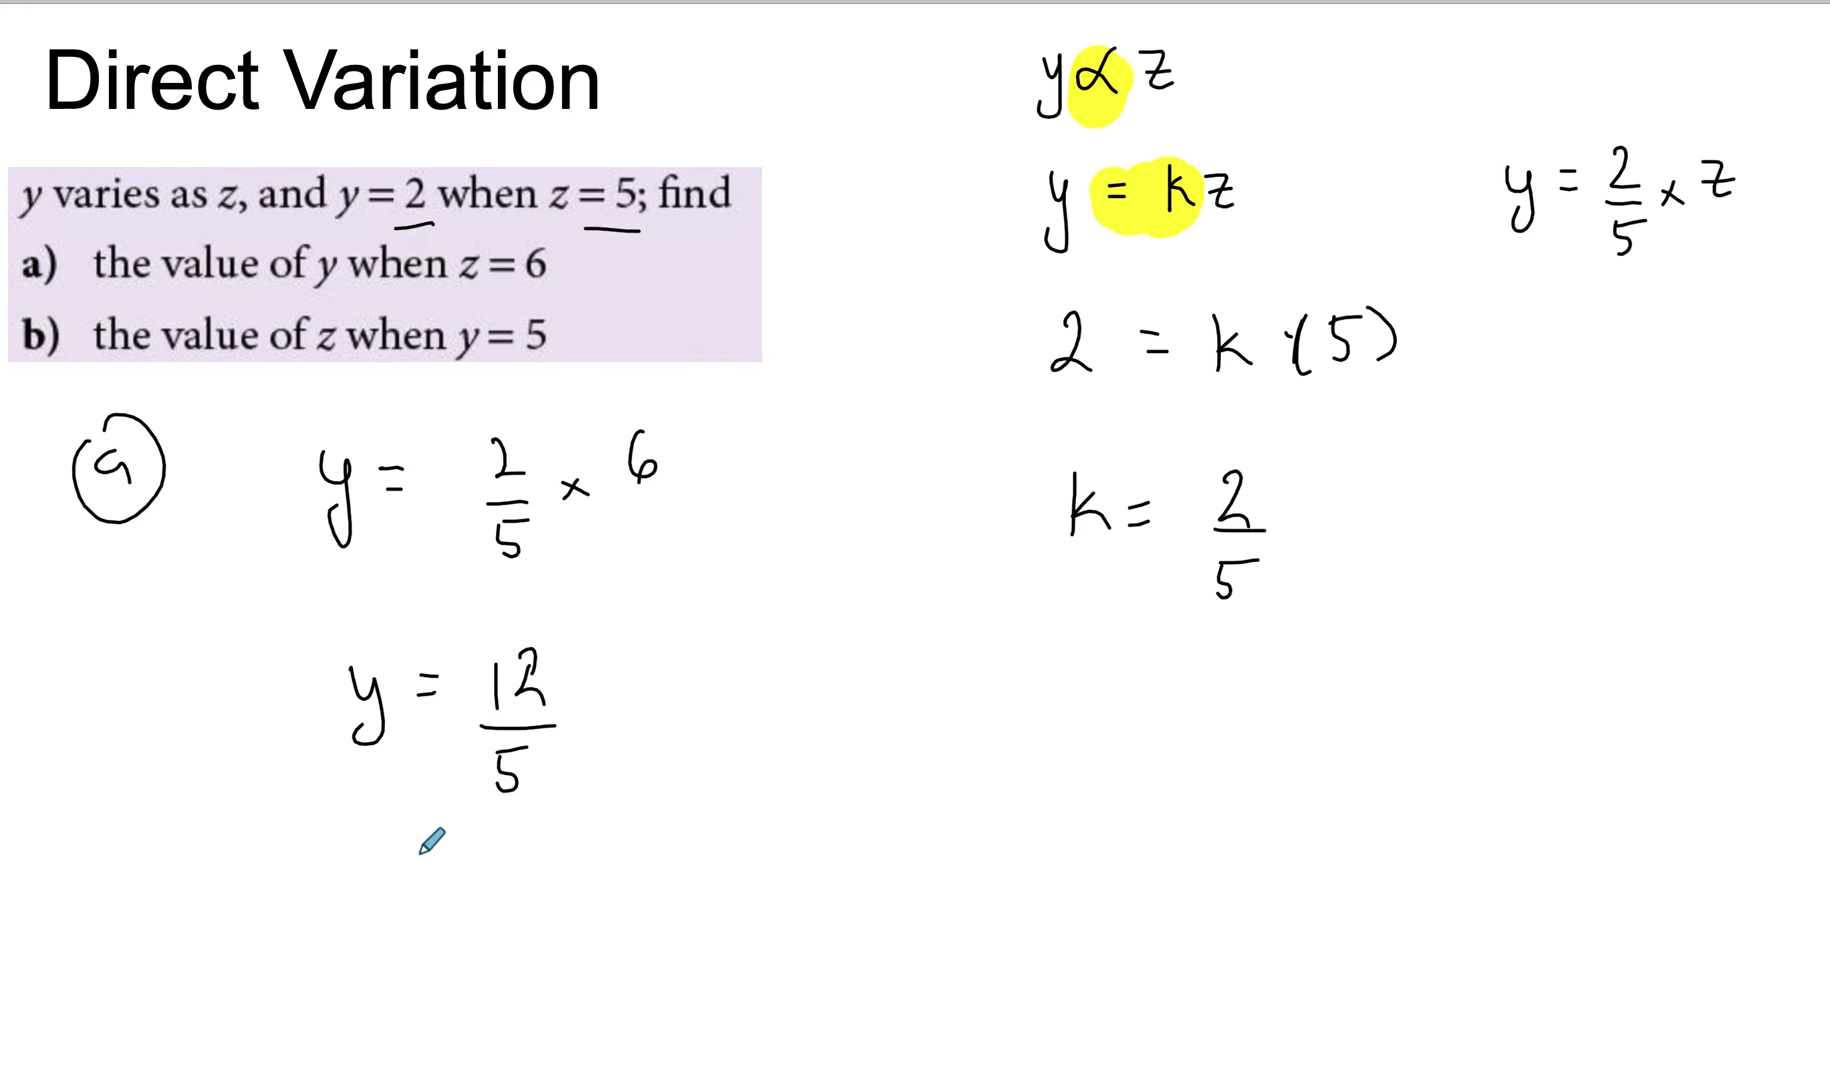 Direct Variation
y varies as z, and y = 2 when z = 5; find
a) the value of y when z = 6
b) the value of z when y = 5
y ∝ z
y = kz
2 = k · (5)
k = 2/5
y = 2/5 × z
a y = 2/5 × 6
y = 12/5